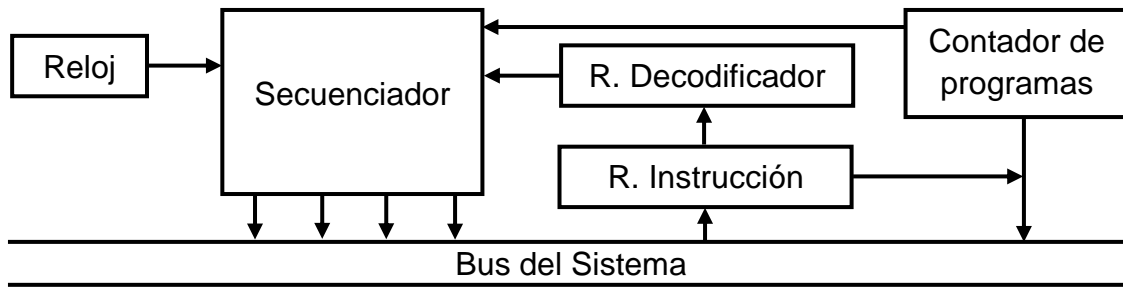 Reloj
Secuenciador
R. Decodificador
Contador de
programas
R. Instrucción
Bus del Sistema